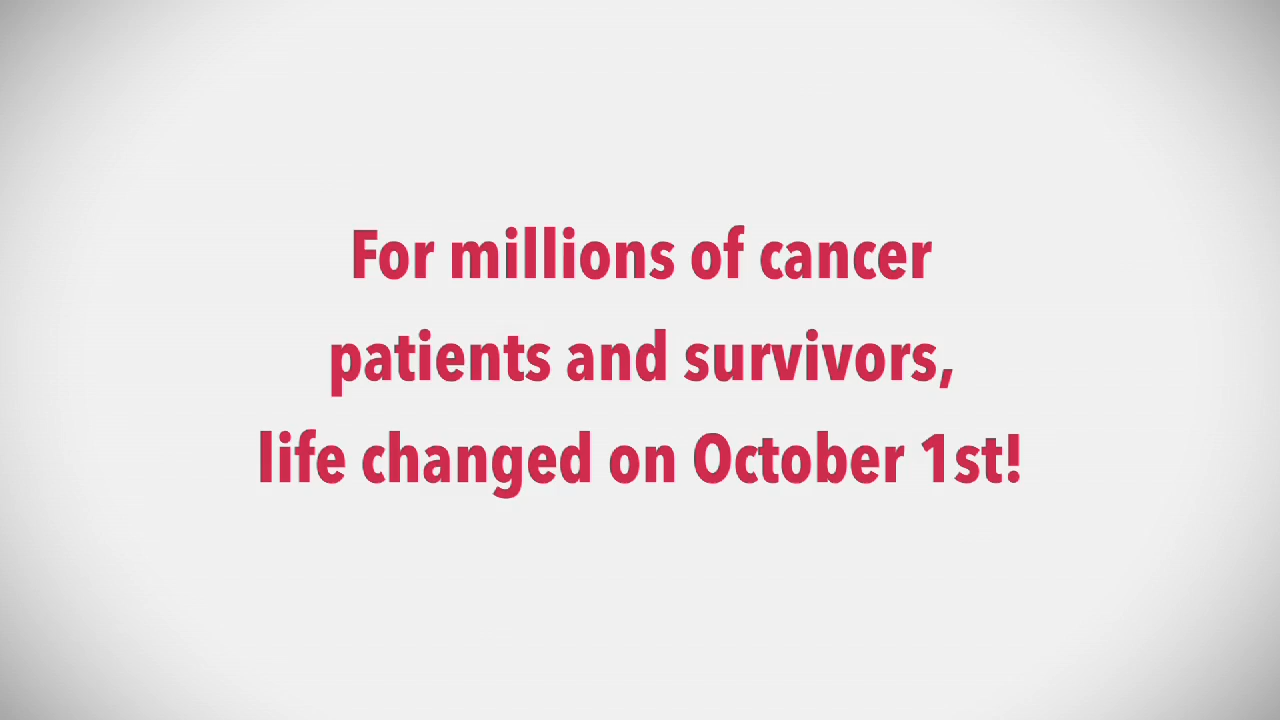 For millions of cancer
patients and survivors,
life changed on October 1st!